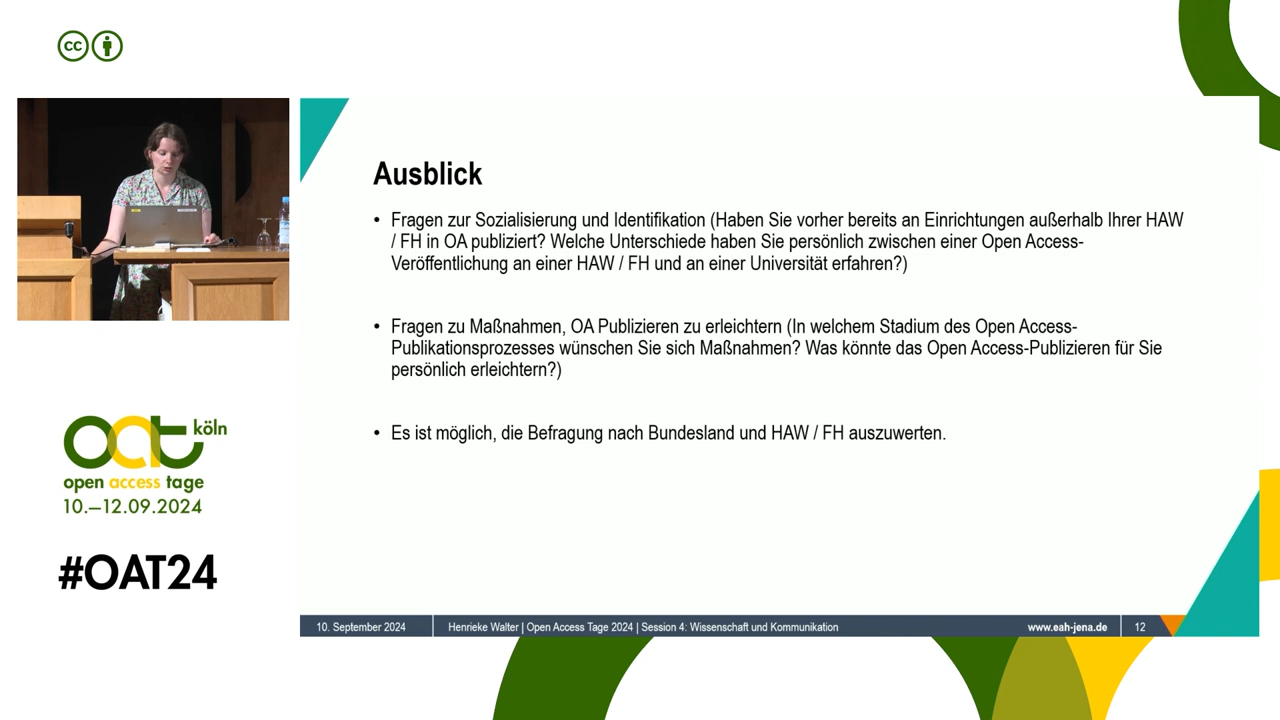 cc
Ausblick
• Fragen zur Sozialisierung und Identifikation (Haben Sie vorher bereits an Einrichtungen außerhalb Ihrer HAW
/ FH in OA publiziert? Welche Unterschiede haben Sie persönlich zwischen einer Open Access-
Veröffentlichung an einer HAW / FH und an einer Universität erfahren?)
• Fragen zu Maßnahmen, OA Publizieren zu erleichtern (In welchem Stadium des Open Access-
Publikationsprozesses wünschen Sie sich Maßnahmen? Was könnte das Open Access-Publizieren für Sie
persönlich erleichtern?)
• Es ist möglich, die Befragung nach Bundesland und HAW / FH auszuwerten.
oat köln
open access tage
10.–12.09.2024
#OAT24
10. September 2024
Henrieke Walter | Open Access Tage 2024 | Session 4: Wissenschaft und Kommunikation
www.eah-jena.de
12